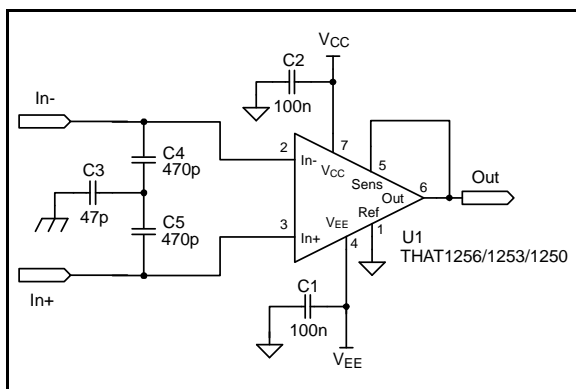 VCC
C2
100n
In-
7
2
In-
VCC
5
Sens
C4
470p
C3
47p
C5
470p
6
Out
Out
Ref
1
VEE
3
In+
4
U1
THAT1256/1253/1250
In+
C1
100n
VEE